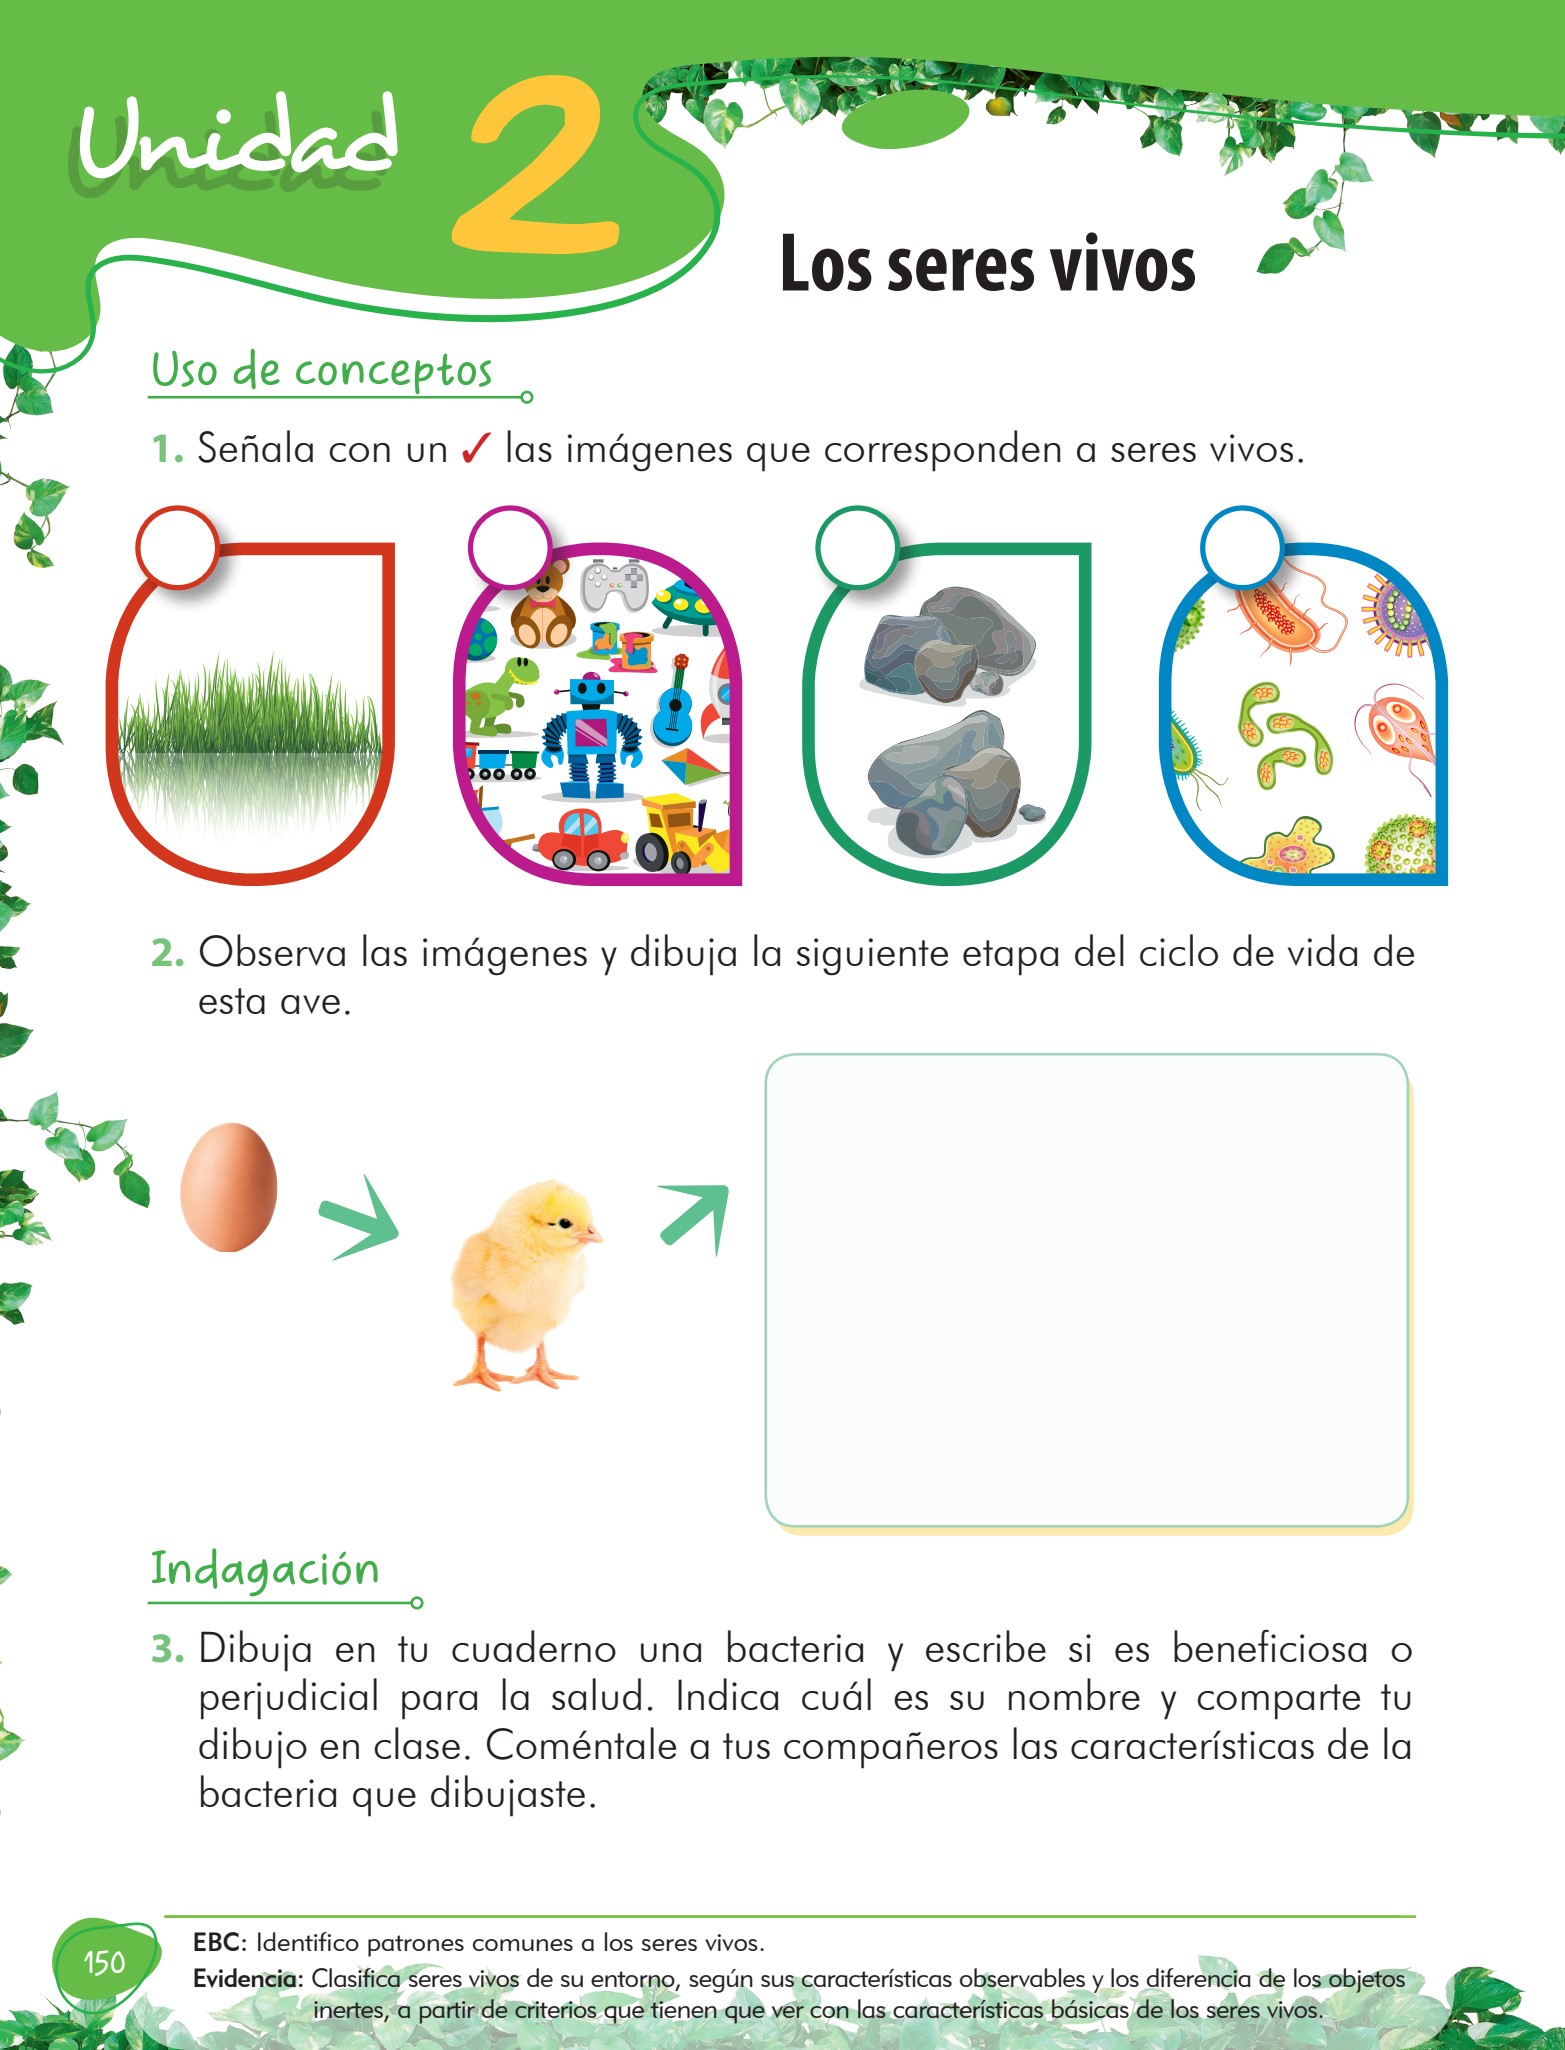 Unidad 2
Los seres vivos
Uso de conceptos
1. Señala con un ✓ las imágenes que corresponden a seres vivos.
2. Observa las imágenes y dibuja la siguiente etapa del ciclo de vida de
esta ave.
Indagación
3. Dibuja en tu cuaderno una bacteria y escribe si es beneficiosa o
perjudicial para la salud. Indica cuál es su nombre y comparte tu
dibujo en clase. Coméntale a tus compañeros las características de la
bacteria que dibujaste.
150
EBC: Identifico patrones comunes a los seres vivos.
Evidencia: Clasifica seres vivos de su entorno, según sus características observables y los diferencia de los objetos
inertes, a partir de criterios que tienen que ver con las características básicas de los seres vivos.